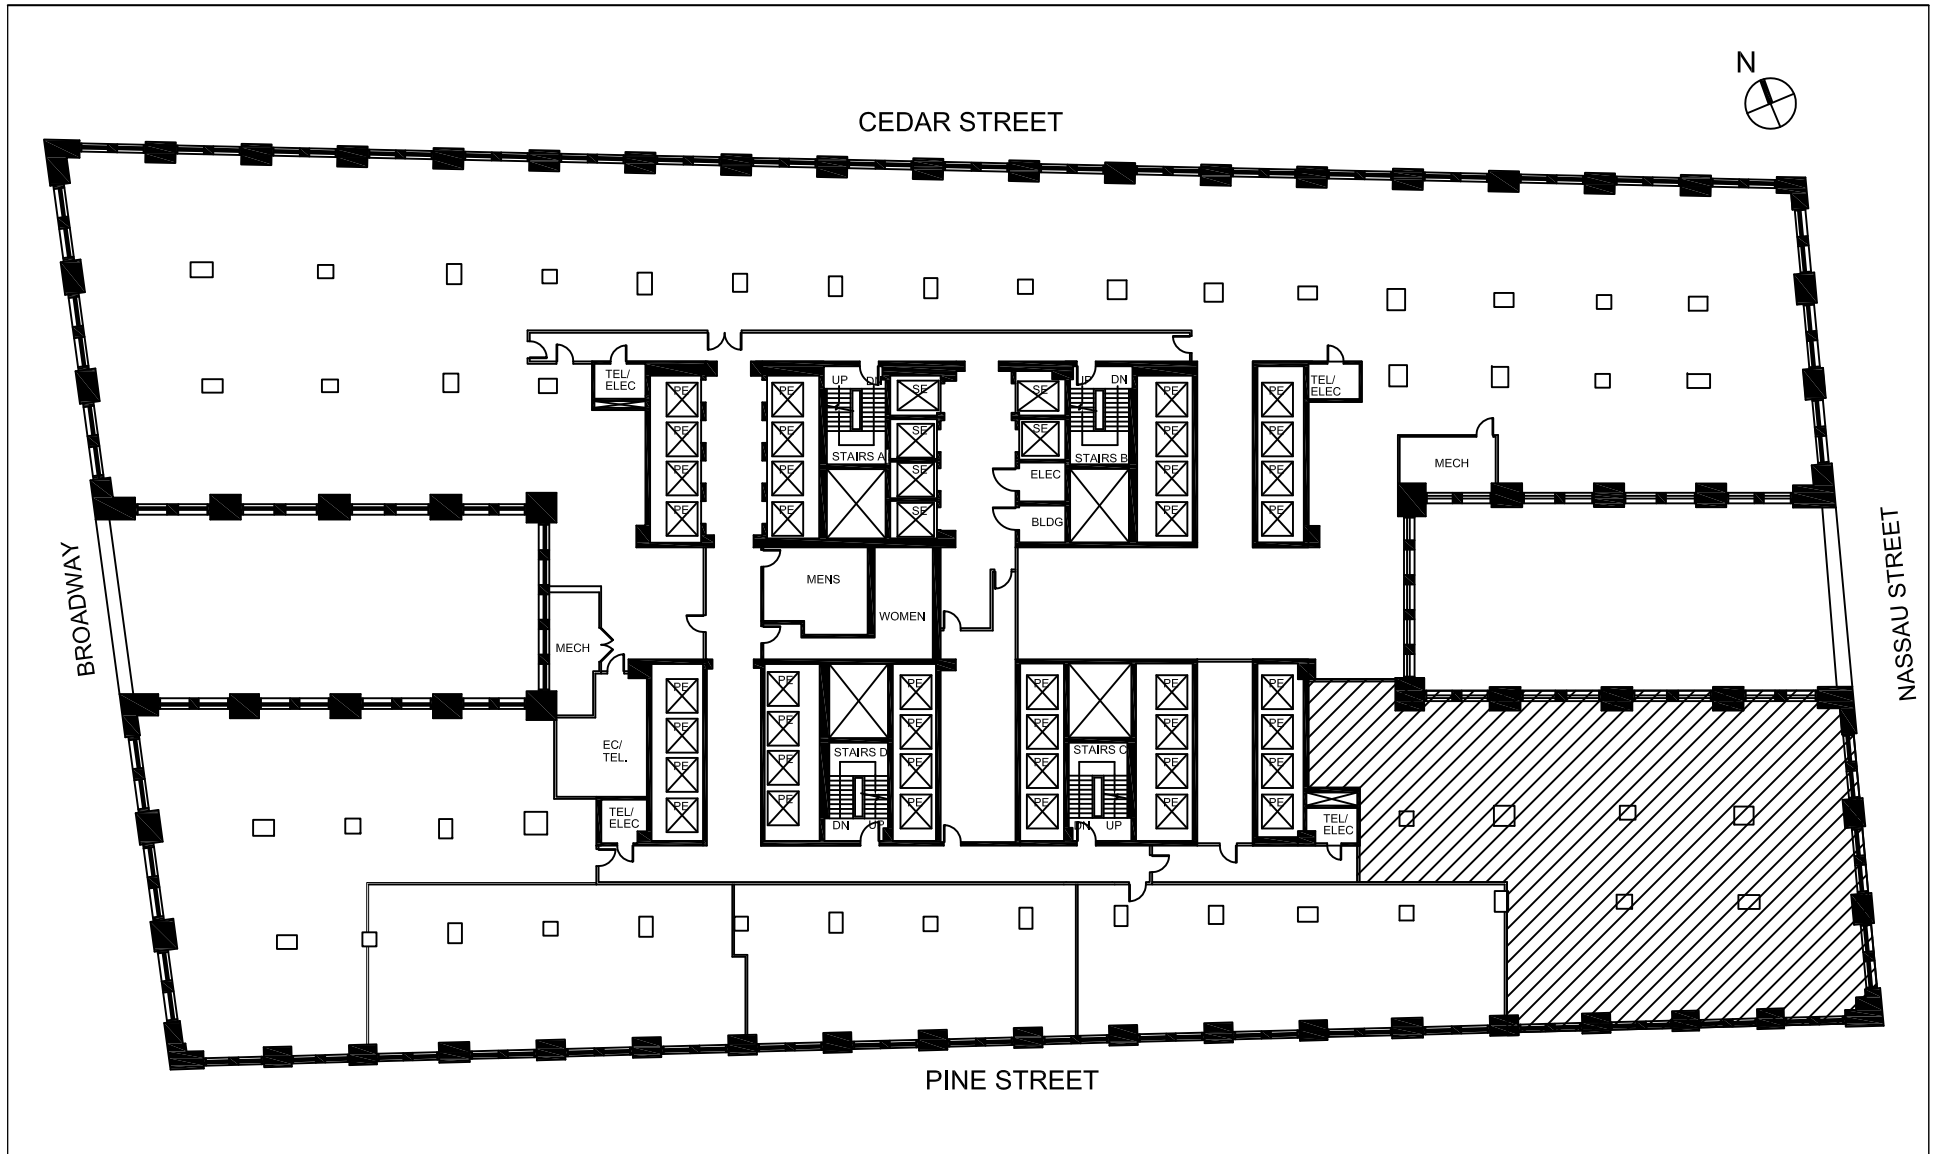 N
CEDAR STREET
TEL/
ELEC
UP
DN
UP
DN
TEL/
ELEC
PE
PE
SE
SE
PE
PE
PE
PE
SE
SE
PE
PE
STAIRS A
STAIRS B
MECH
PE
PE
SE
ELEC
PE
PE
PE
PE
SE
BLDG
PE
PE
BROADWAY
NASSAU STREET
MENS
WOMEN
MECH
PE
PE
PE
PE
PE
PE
PE
PE
PE
PE
PE
PE
EC/
TEL.
STAIRS D
STAIRS C
PE
PE
PE
PE
PE
PE
PE
PE
PE
PE
PE
PE
TEL/
ELEC
DN
UP
DN
UP
TEL/
ELEC
PINE STREET